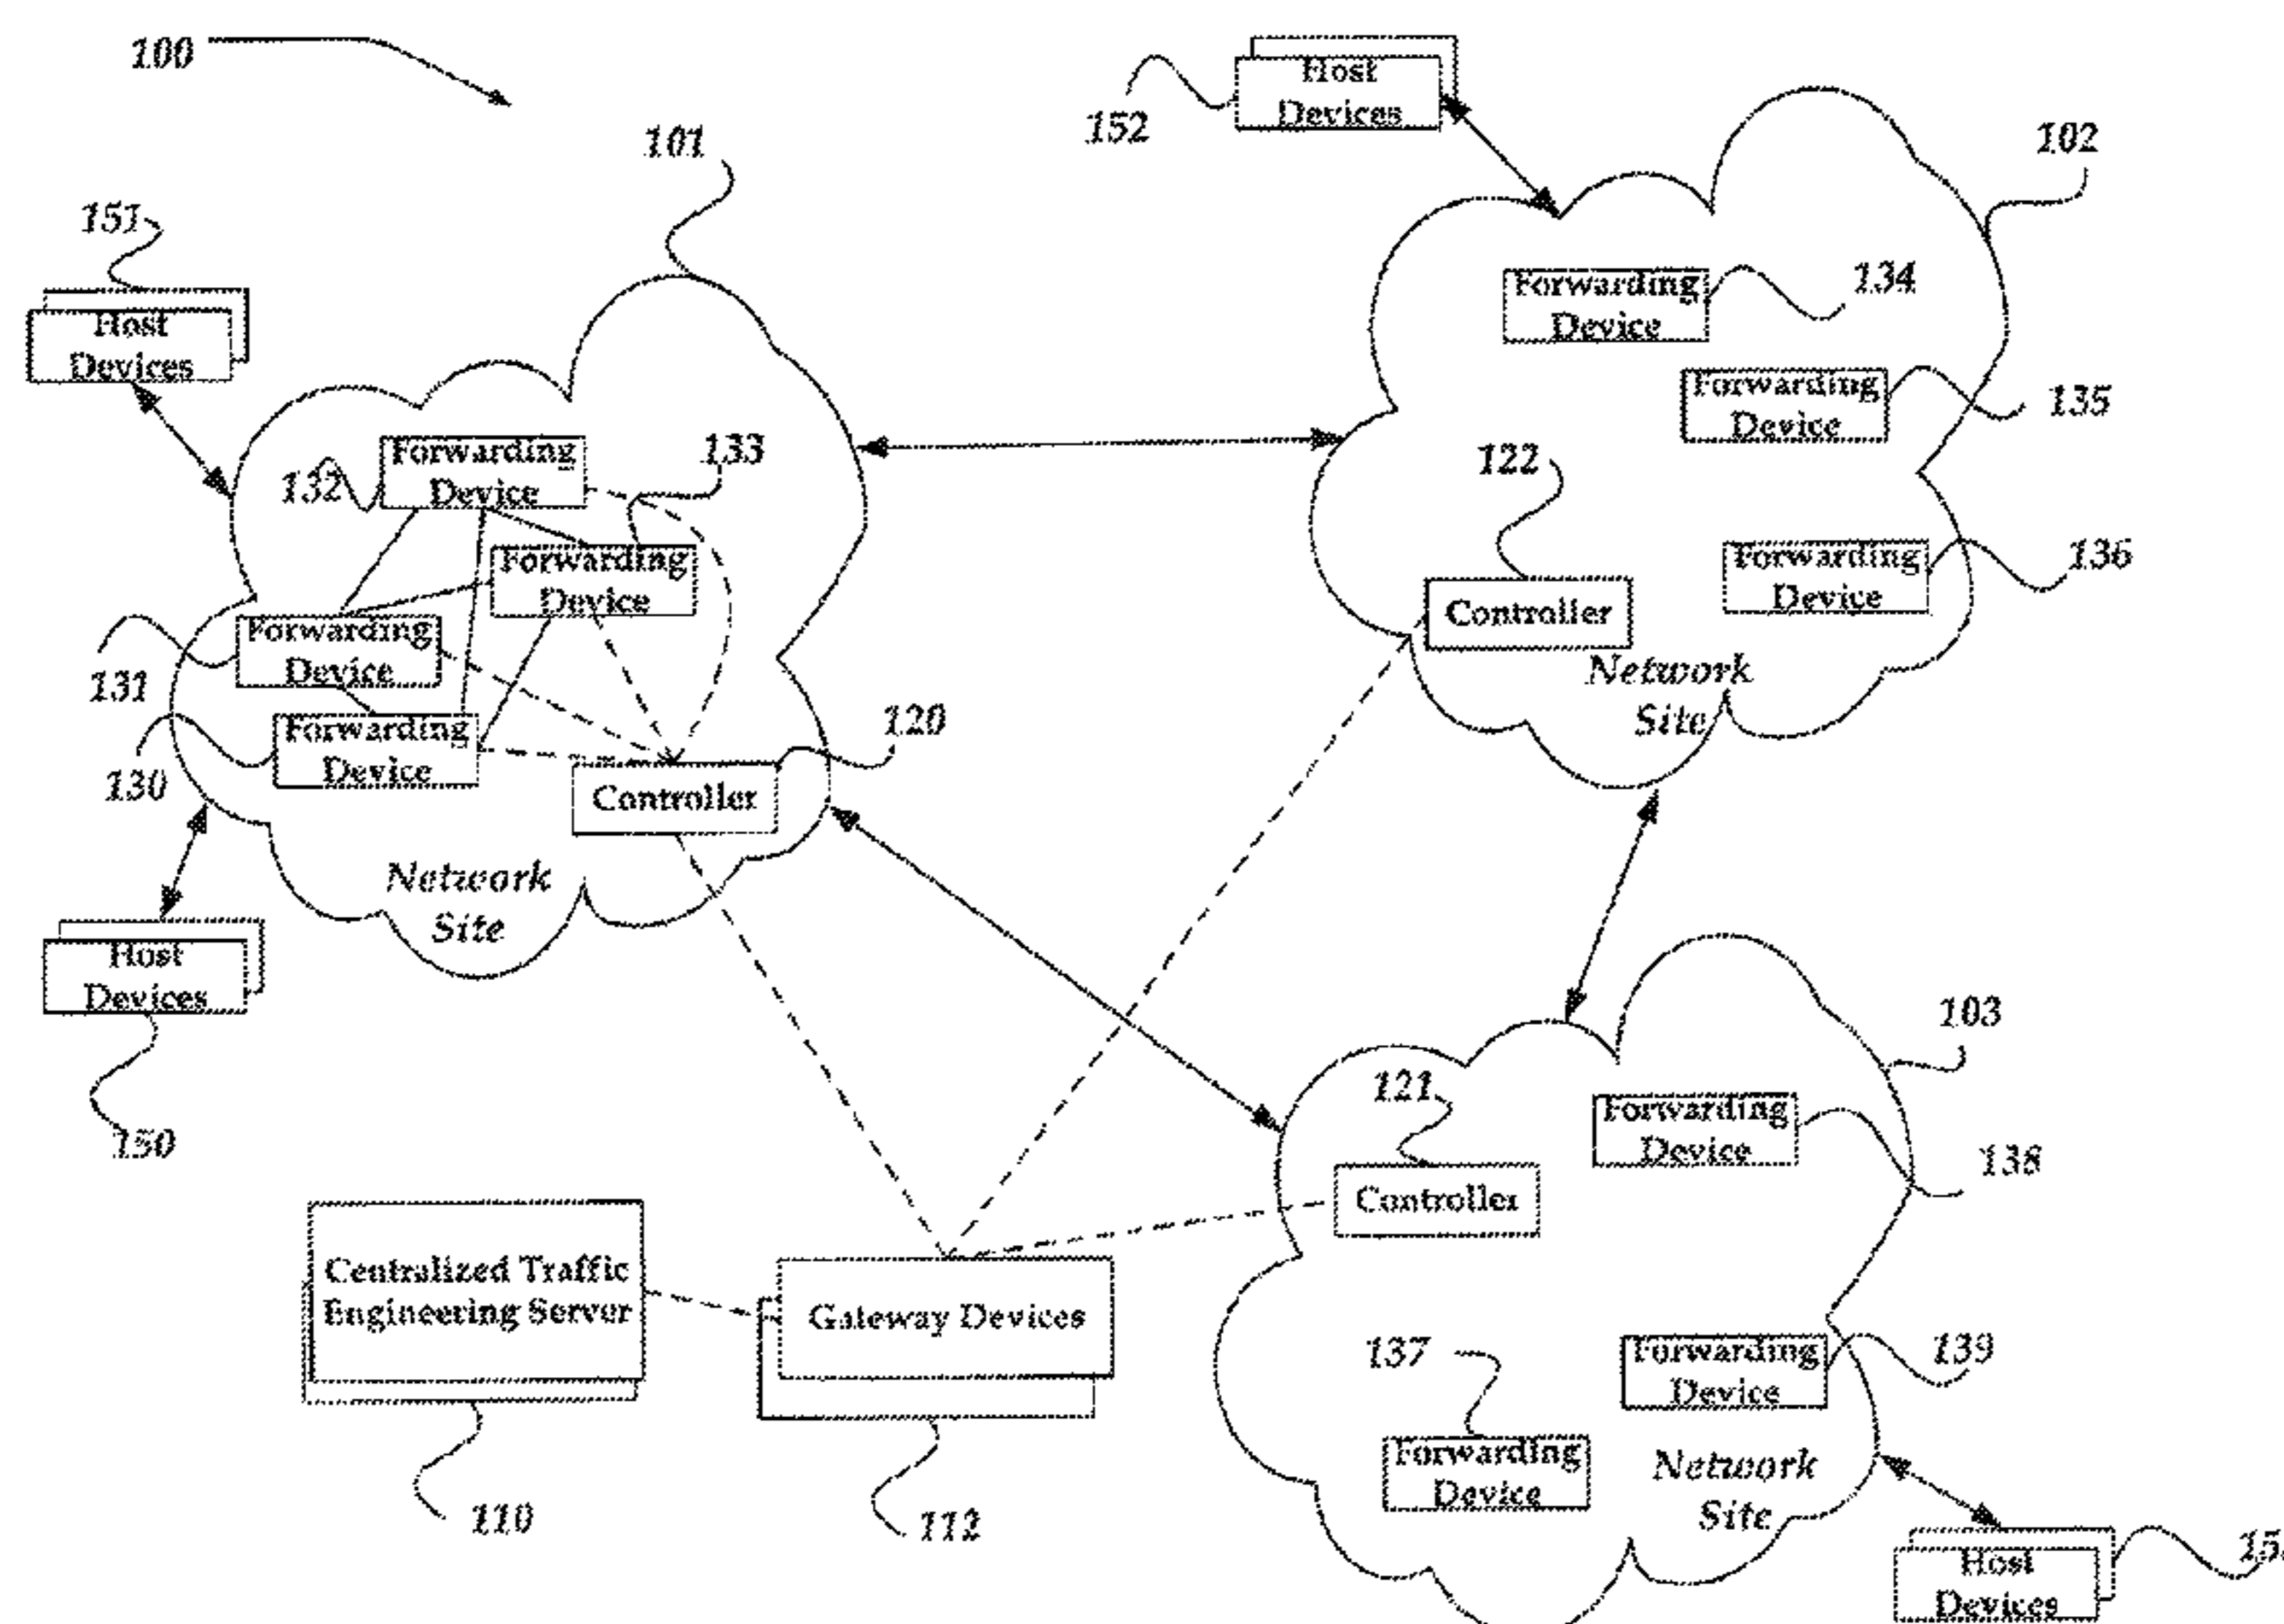 100
101
152
Host
Devices
102
151
Host
Devices
Forwarding
Device
134
Forwarding
Device
135
132
Forwarding
Device
133
122
Forwarding
Device
Forwarding
Device
136
Controller
131
Forwarding
Device
Network
Site
130
Forwarding
Device
120
Controller
Network
Site
Host
Devices
150
103
121
Forwarding
Device
138
Controller
Centralized Traffic
Engineering Server
Gateway Devices
137
Forwarding
Device
139
Forwarding
Device
Network
Site
110
112
Host
Devices